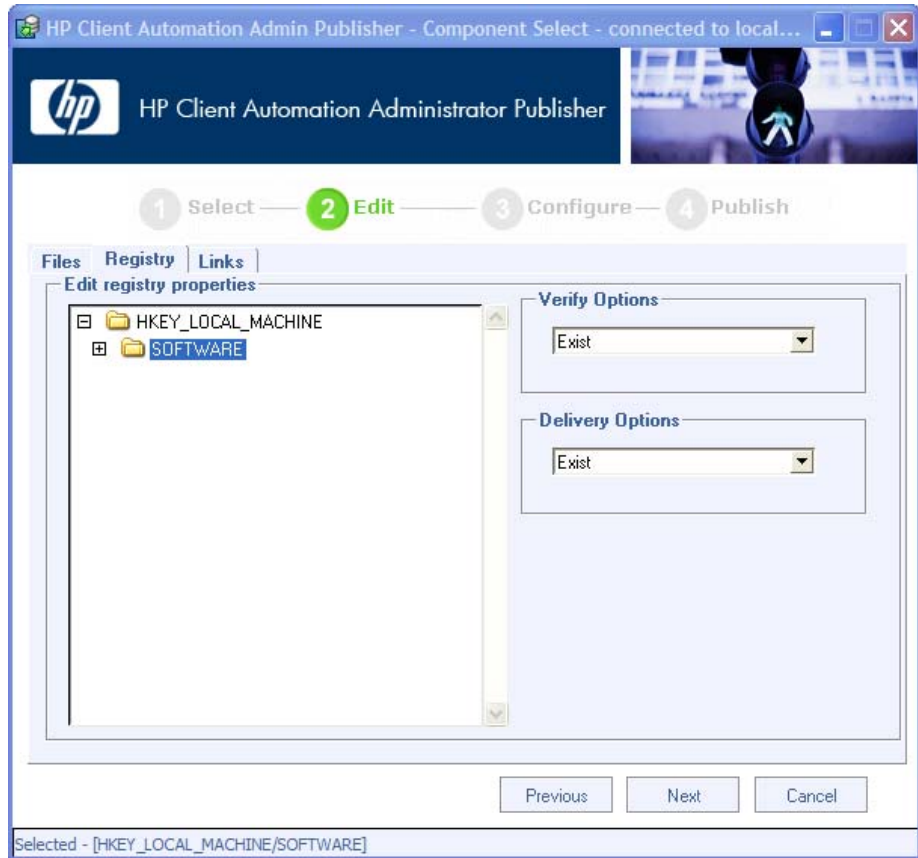 HP Client Automation Admin Publisher - Component Select - connected to local...
hp
HP Client Automation Administrator Publisher
1 Select
2 Edit
3 Configure
4 Publish
Files
Registry
Links
Edit registry properties
HKEY_LOCAL_MACHINE
SOFTWARE
Verify Options
Exist
Delivery Options
Exist
Previous
Next
Cancel
Selected - [HKEY_LOCAL_MACHINE/SOFTWARE]